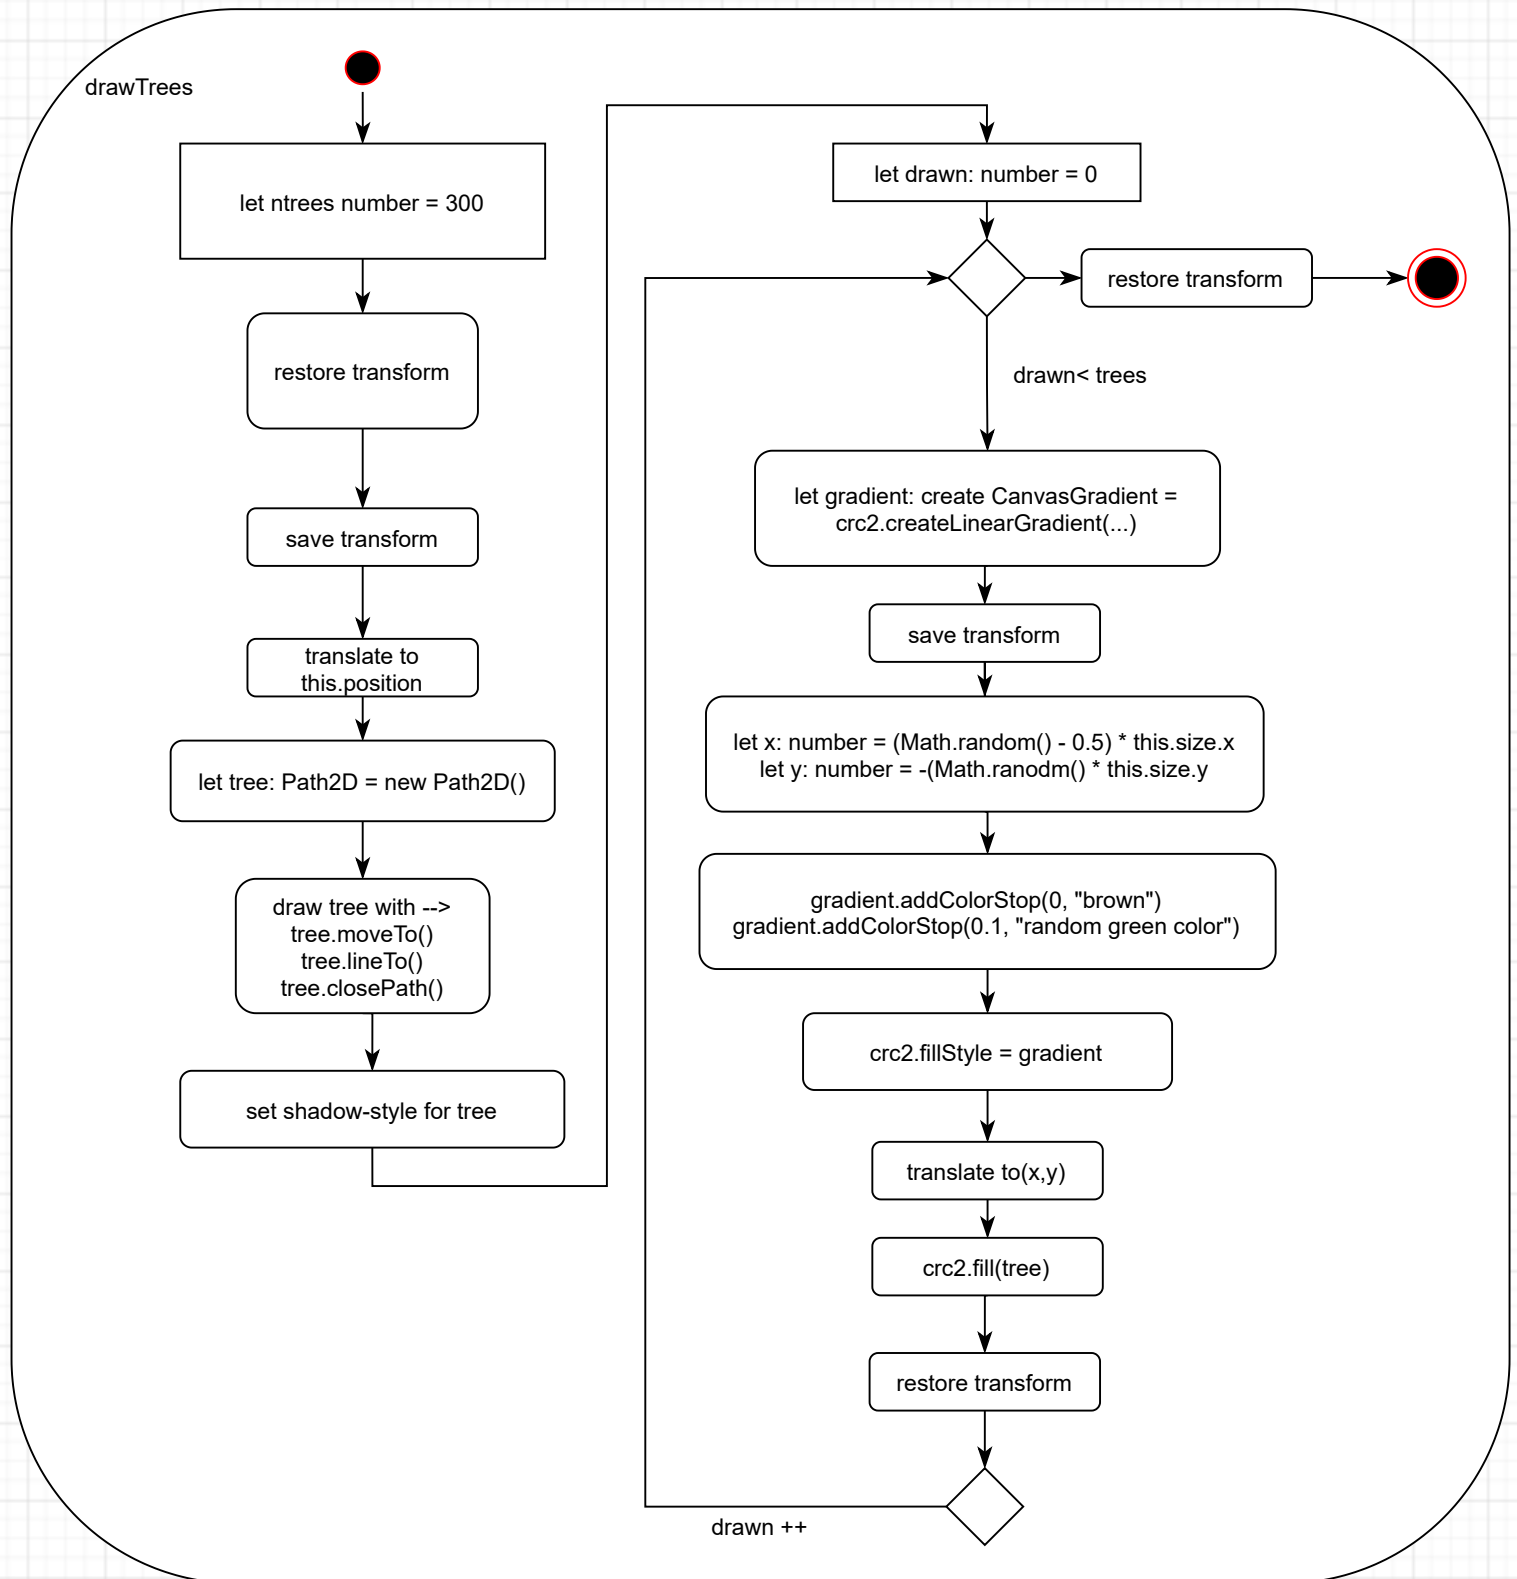 drawTrees
let ntrees number = 300
restore transform
save transform
translate to
this.position
let tree: Path2D = new Path2D()
draw tree with -->
tree.moveTo()
tree.lineTo()
tree.closePath()
set shadow-style for tree
let drawn: number = 0
restore transform
drawn< trees
let gradient: create CanvasGradient =
crc2.createLinearGradient(...)
save transform
let x: number = (Math.random() - 0.5) * this.size.x
let y: number = -(Math.ranodm() * this.size.y
gradient.addColorStop(0, "brown")
gradient.addColorStop(0.1, "random green color")
crc2.fillStyle = gradient
translate to(x,y)
crc2.fill(tree)
restore transform
drawn ++